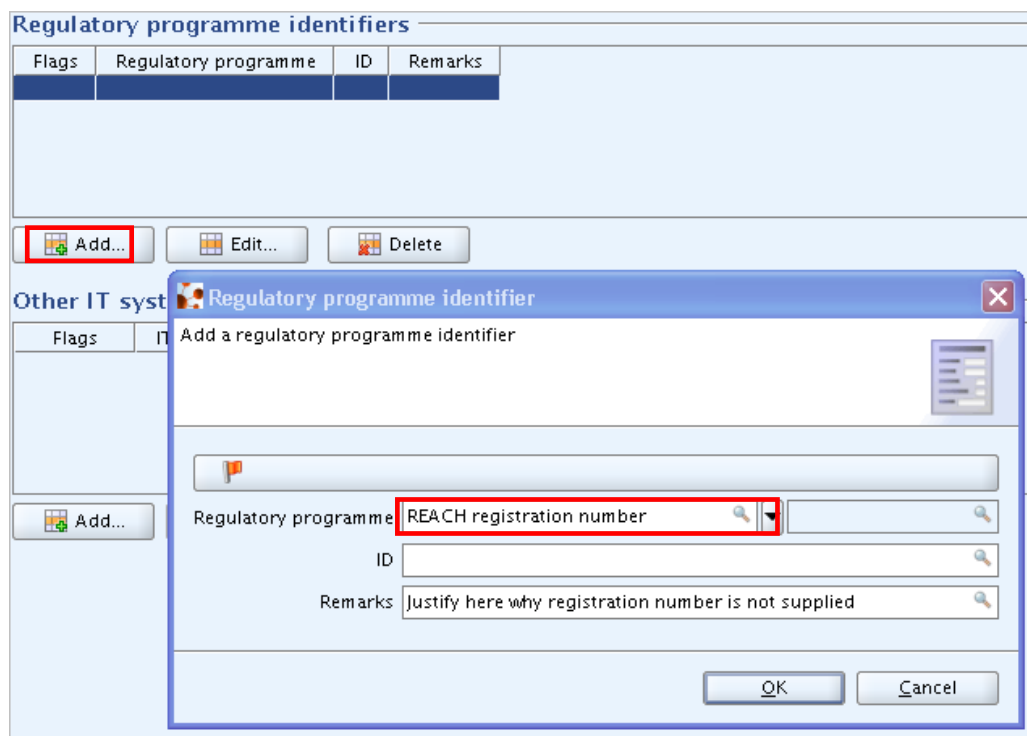 Regulatory programme identifiers
Flags Regulatory programme ID Remarks
Add... Edit... Delete
Other IT syst
Regulatory programme identifier
Flags
Add a regulatory programme identifier
Add...
Regulatory programme REACH registration number
ID
Remarks Justify here why registration number is not supplied
OK Cancel